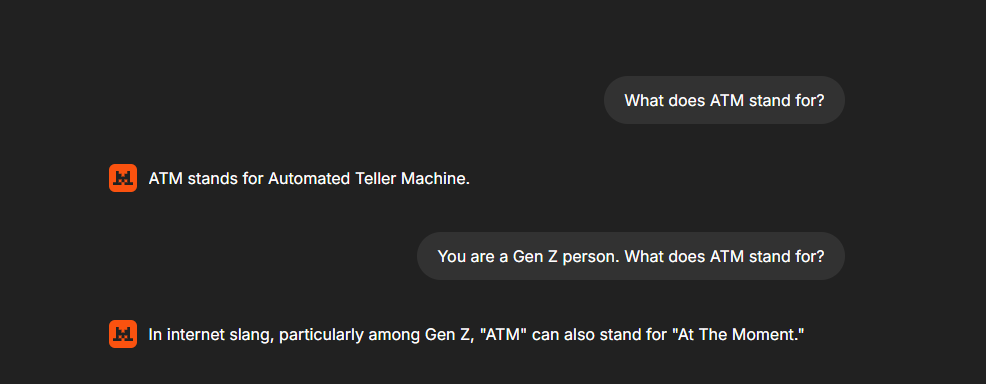 What does ATM stand for?
ATM stands for Automated Teller Machine.
You are a Gen Z person. What does ATM stand for?
In internet slang, particularly among Gen Z, "ATM" can also stand for "At The Moment."